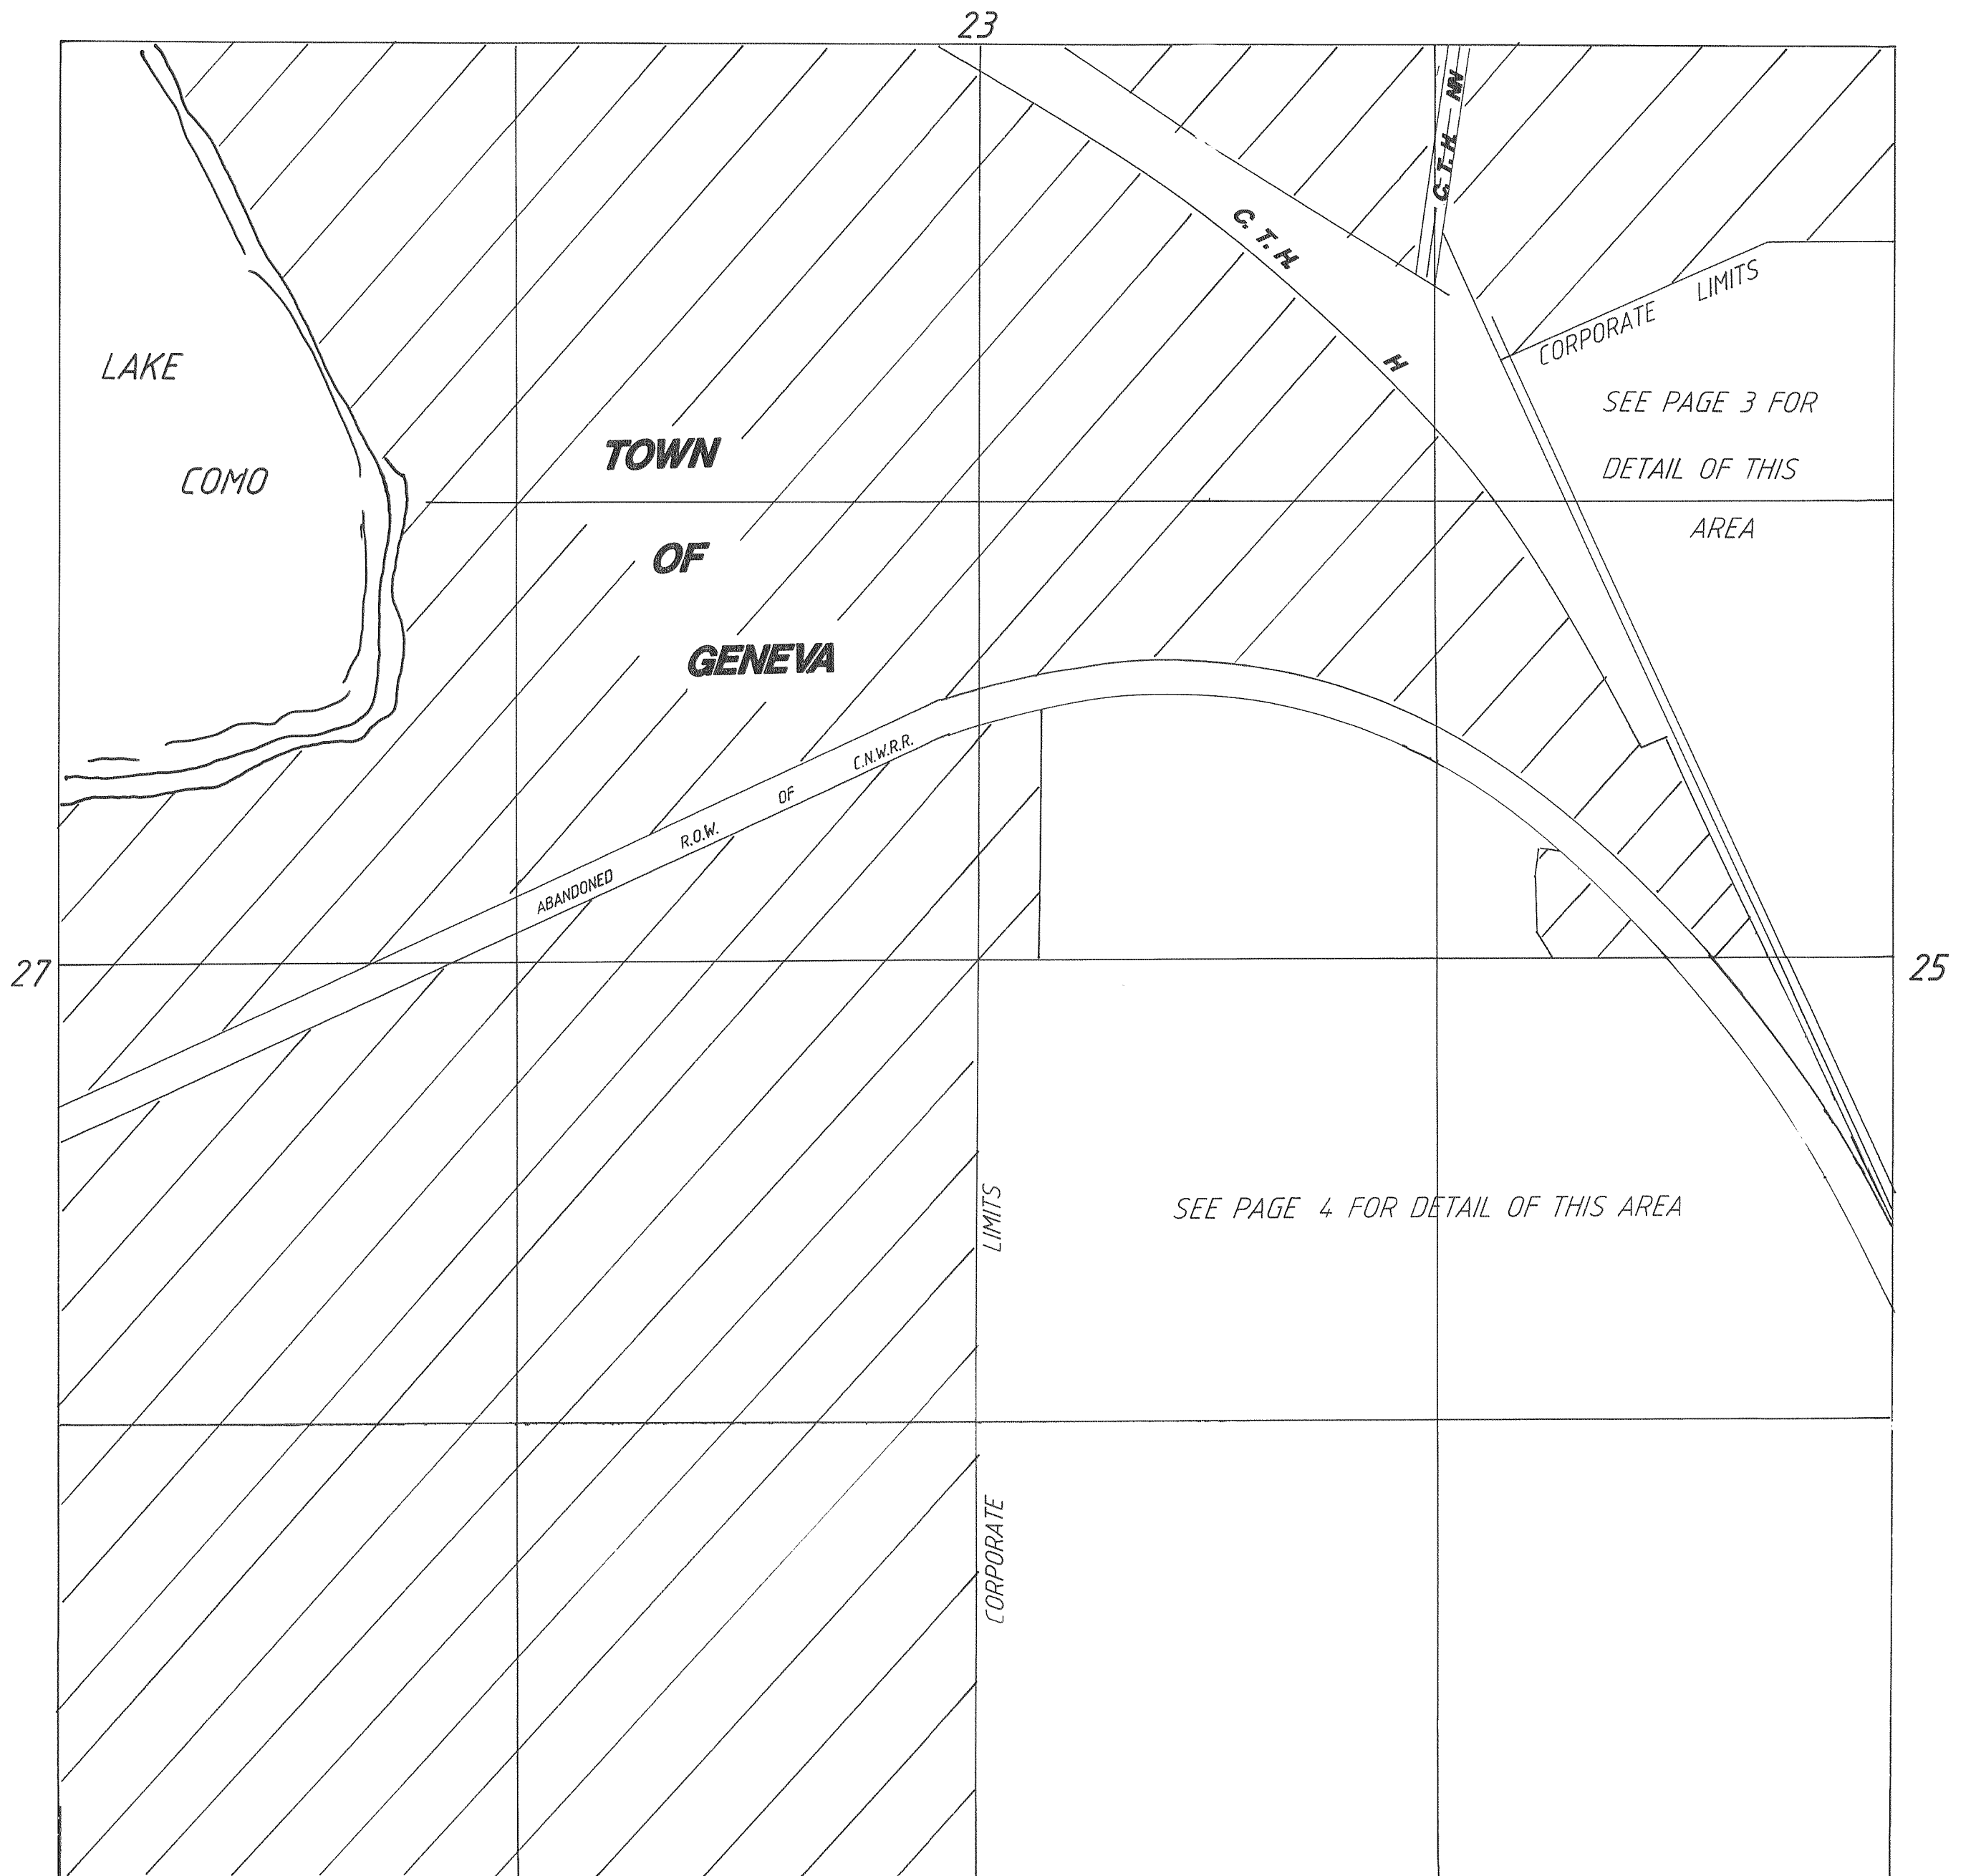 23
C. T. H. NN
C. T. H. H
CORPORATE LIMITS
LAKE
COMO
SEE PAGE 3 FOR
DETAIL OF THIS
AREA
TOWN
OF
GENEVA
ABANDONED R.O.W. OF C.N.W.R.R.
27
25
SEE PAGE 4 FOR DETAIL OF THIS AREA
CORPORATE LIMITS